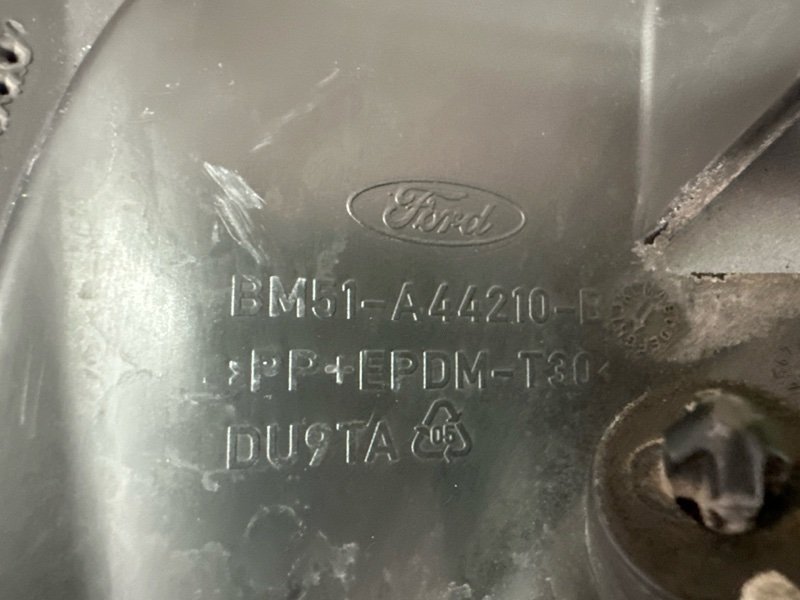 Ford
BM51-A44210-E
>PP+EPDM-T30<
DU9TA
05